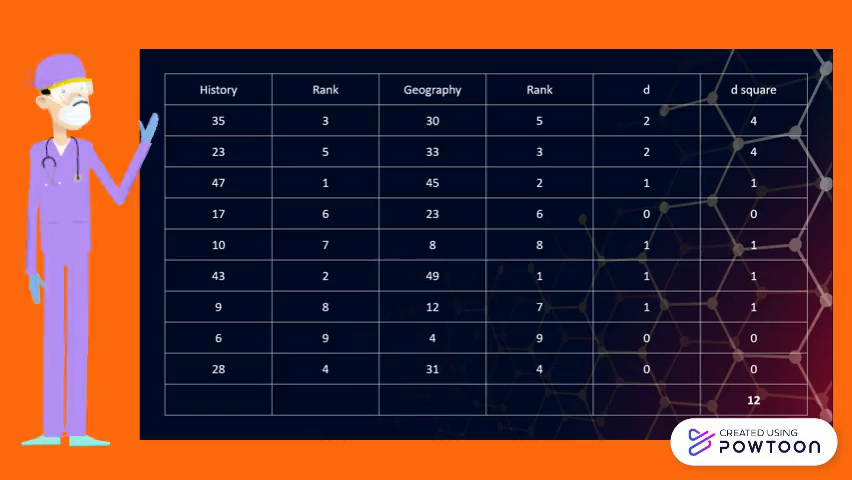 History Rank Geography Rank d d square
35 3 30 5 2 4
23 5 33 3 2 4
47 1 45 2 1 1
17 6 23 6 0 0
10 7 8 8 1 1
43 2 49 1 1 1
9 8 12 7 1 1
6 9 4 9 0 0
28 4 31 4 0 0
12
CREATED USING
POWTOON